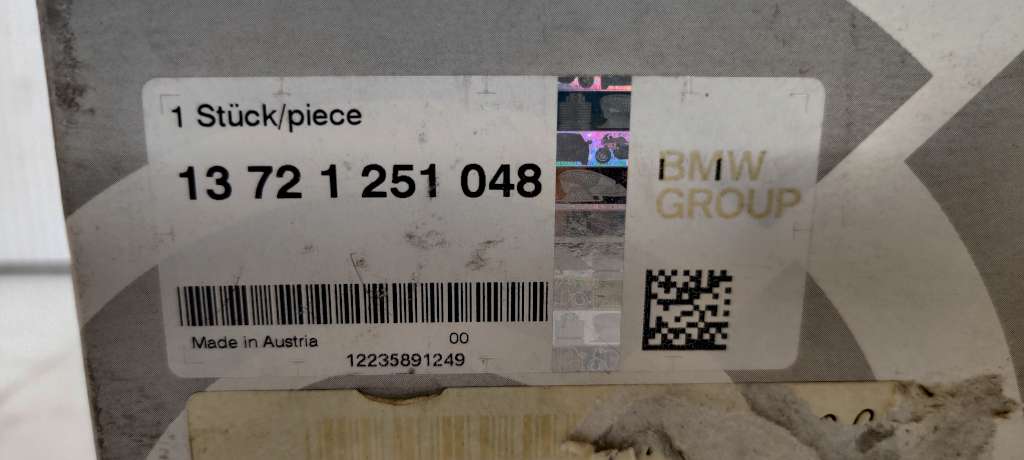 1 Stück/piece
13 72 1 251 048
BMW
GROUP
Made in Austria
00
12235891249